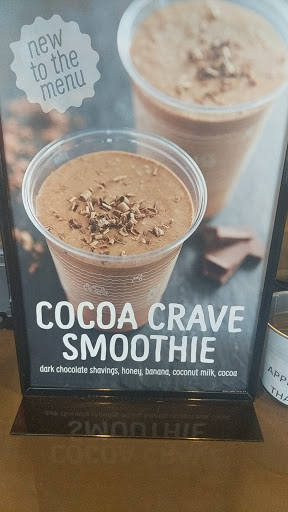 new
to the
menu
COCOA CRAVE
SMOOTHIE
dark chocolate shavings, honey, banana, coconut milk, cocoa